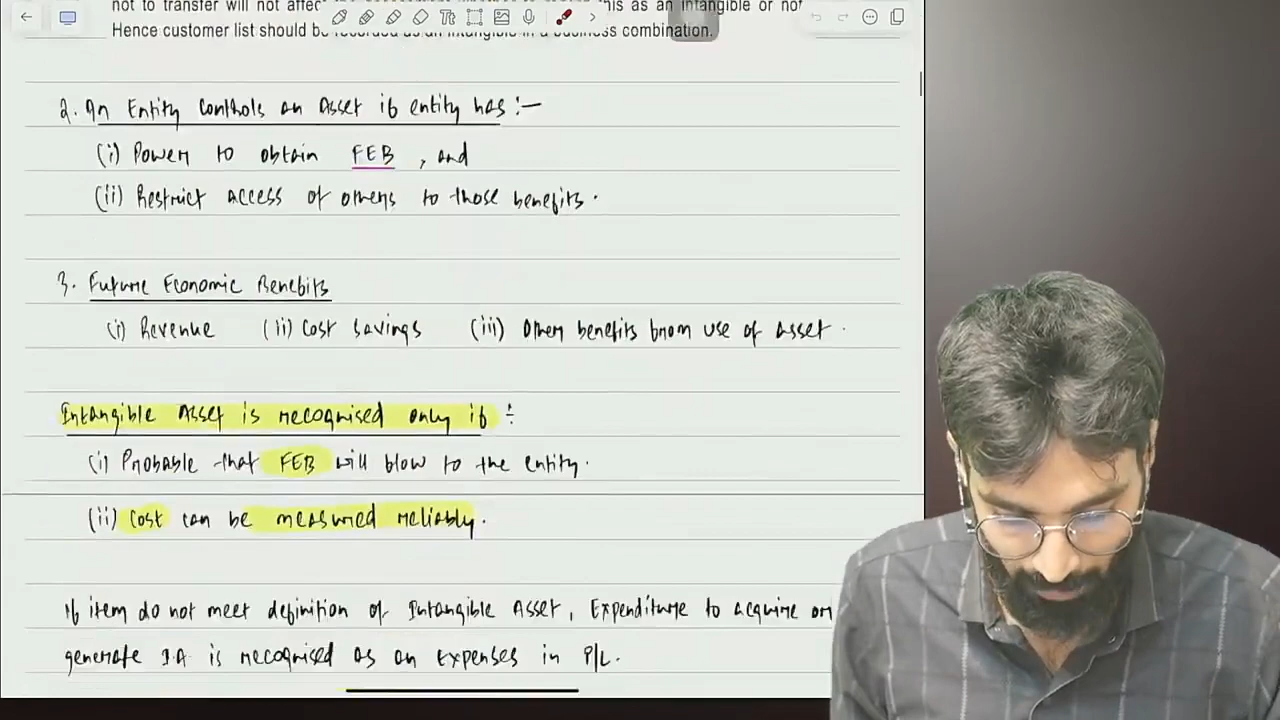 not to transfer will not affec this as an intangible or not
Hence customer list should be recorded as an intangible in a business combination.
2. An Entity Controls an Asset if entity has :-
(i) Power to obtain FEB , and
(ii) Restrict access of others to those benefits.
3. Future Economic Benefits
(i) Revenue (ii) Cost Savings (iii) Other benefits from use of Asset.
Intangible Asset is recognised only if :
(i) Probable that FEB will flow to the entity.
(ii) Cost can be measured reliably.
If item do not meet definition of Intangible Asset, Expenditure to acquire or
generate I.A is recognised as an Expenses in P/L.